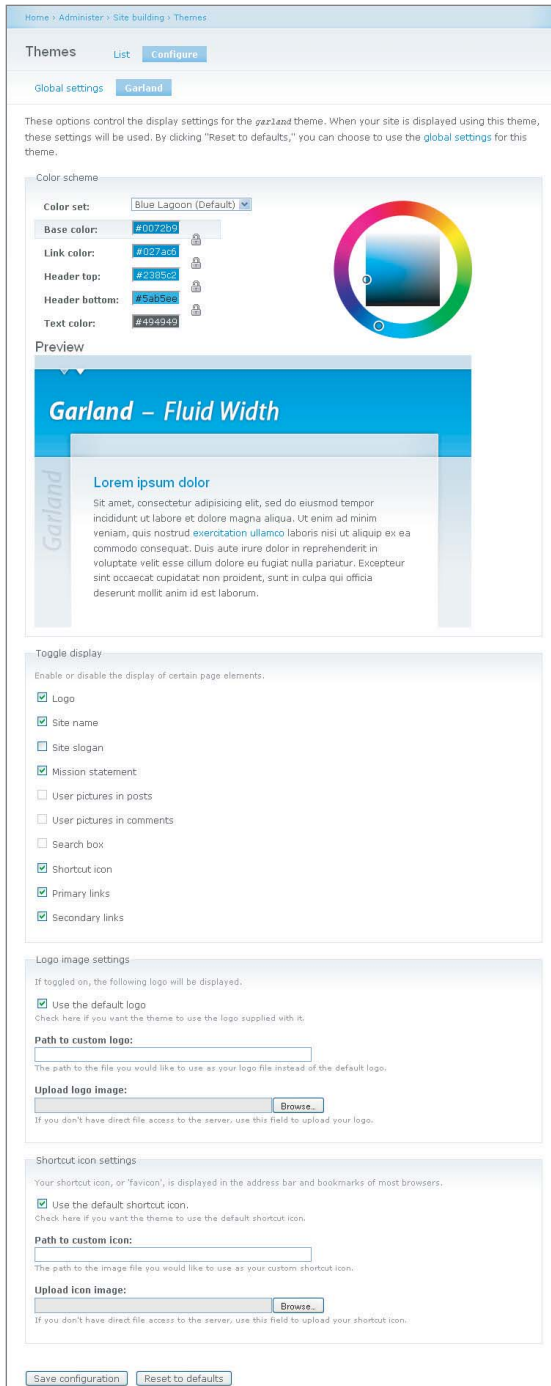 Home › Administer › Site building › Themes
Themes List Configure
Global settings Garland
These options control the display settings for the garland theme. When your site is displayed using this theme,
these settings will be used. By clicking "Reset to defaults," you can choose to use the global settings for this
theme.
Color scheme
Color set: Blue Lagoon (Default)
Base color: #0072b9
Link color: #027ac6
Header top: #2385c2
Header bottom: #5ab5ee
Text color: #494949
Preview
Garland – Fluid Width
Garland
Lorem ipsum dolor
Sit amet, consectetur adipisicing elit, sed do eiusmod tempor
incididunt ut labore et dolore magna aliqua. Ut enim ad minim
veniam, quis nostrud exercitation ullamco laboris nisi ut aliquip ex ea
commodo consequat. Duis aute irure dolor in reprehenderit in
voluptate velit esse cillum dolore eu fugiat nulla pariatur. Excepteur
sint occaecat cupidatat non proident, sunt in culpa qui officia
deserunt mollit anim id est laborum.
Toggle display
Enable or disable the display of certain page elements.
Logo
Site name
Site slogan
Mission statement
User pictures in posts
User pictures in comments
Search box
Shortcut icon
Primary links
Secondary links
Logo image settings
If toggled on, the following logo will be displayed.
Use the default logo
Check here if you want the theme to use the logo supplied with it.
Path to custom logo:
The path to the file you would like to use as your logo file instead of the default logo.
Upload logo image:
Browse...
If you don't have direct file access to the server, use this field to upload your logo.
Shortcut icon settings
Your shortcut icon, or 'favicon', is displayed in the address bar and bookmarks of most browsers.
Use the default shortcut icon.
Check here if you want the theme to use the default shortcut icon.
Path to custom icon:
The path to the image file you would like to use as your custom shortcut icon.
Upload icon image:
Browse...
If you don't have direct file access to the server, use this field to upload your shortcut icon.
Save configuration Reset to defaults